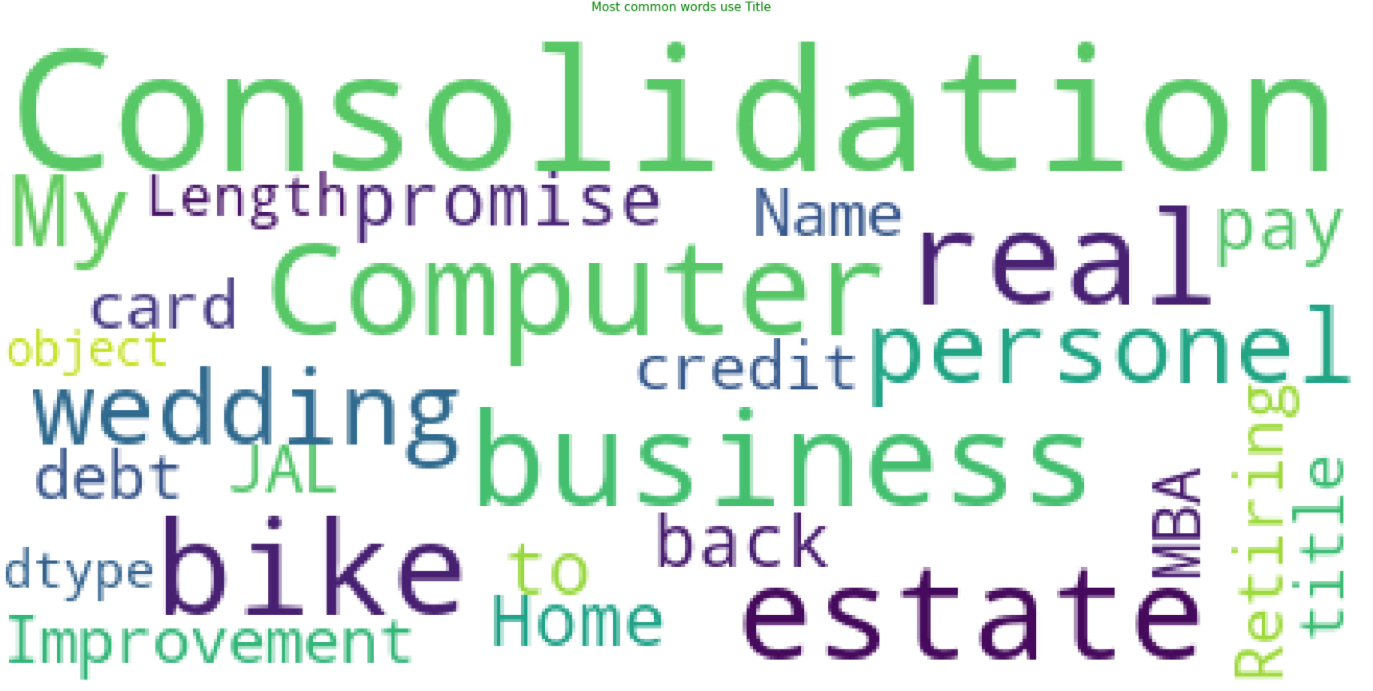 Most common words use Title
Consolidation
My
Length
promise
Name
real
pay
card
Computer
object
credit
personel
wedding
business
debt
JAL
Retiring
title
MBA
dtype
bike
to
back
estate
Home
Improvement